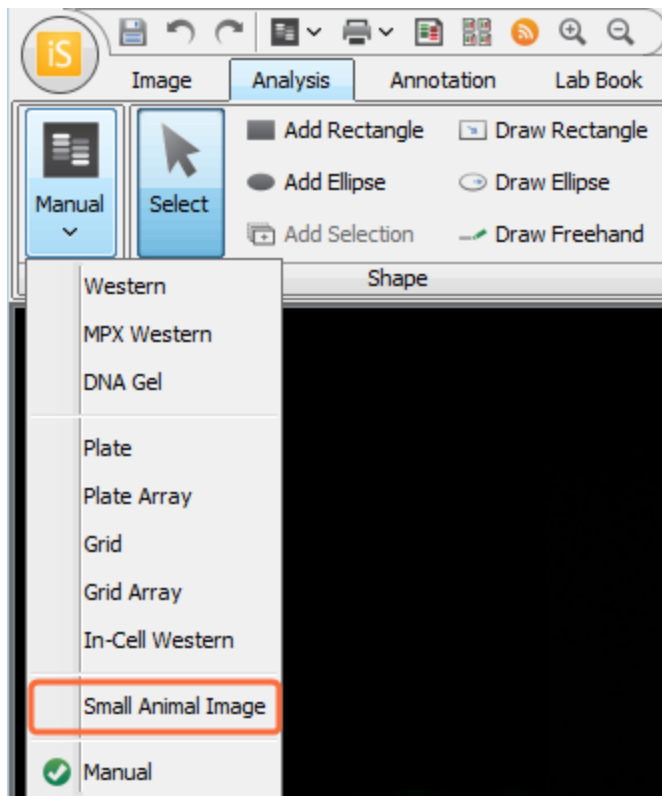 iS
Image Analysis Annotation Lab Book
Manual
Select
Add Rectangle
Draw Rectangle
Add Ellipse
Draw Ellipse
Add Selection
Draw Freehand
Shape
Western
MPX Western
DNA Gel
Plate
Plate Array
Grid
Grid Array
In-Cell Western
Small Animal Image
Manual